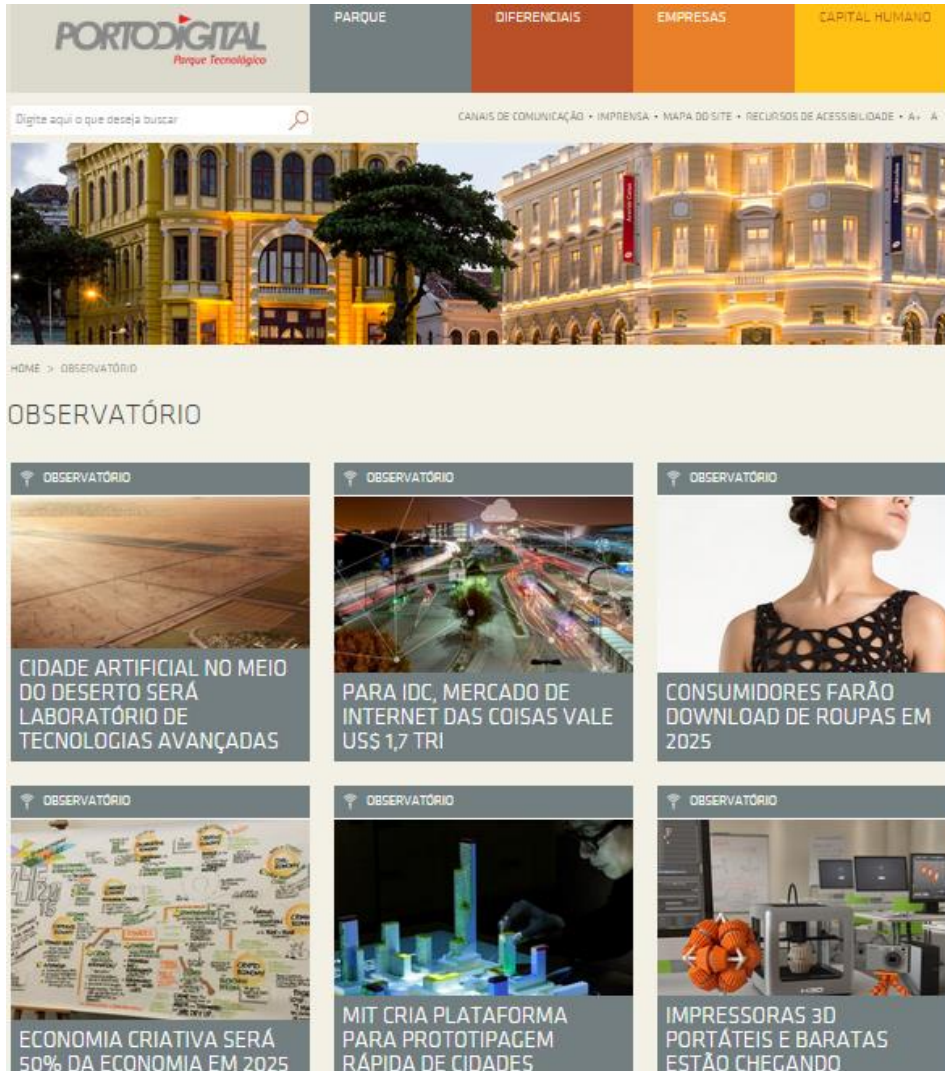 PORTODIGITAL
Parque Tecnológico
PARQUE
DIFERENCIAIS
EMPRESAS
CAPITAL HUMANO
Digite aqui o que deseja buscar
CANAIS DE COMUNICAÇÃO • IMPRENSA • MAPA DO SITE • RECURSOS DE ACESSIBILIDADE • A+ A
HOME > OBSERVATÓRIO
OBSERVATÓRIO
OBSERVATÓRIO
CIDADE ARTIFICIAL NO MEIO
DO DESERTO SERÁ
LABORATÓRIO DE
TECNOLOGIAS AVANÇADAS
OBSERVATÓRIO
PARA IDC, MERCADO DE
INTERNET DAS COISAS VALE
US$ 1,7 TRI
OBSERVATÓRIO
CONSUMIDORES FARÃO
DOWNLOAD DE ROUPAS EM
2025
OBSERVATÓRIO
ECONOMIA CRIATIVA SERÁ
50% DA ECONOMIA EM 2025
OBSERVATÓRIO
MIT CRIA PLATAFORMA
PARA PROTOTIPAGEM
RÁPIDA DE CIDADES
OBSERVATÓRIO
IMPRESSORAS 3D
PORTÁTEIS E BARATAS
ESTÃO CHEGANDO